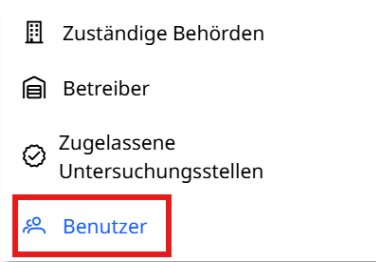 Zuständige Behörden
Betreiber
Zugelassene
Untersuchungsstellen
Benutzer